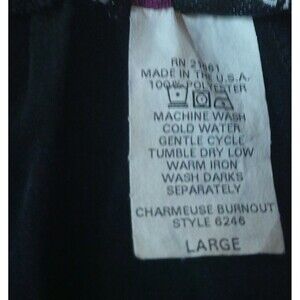 RN 21661
MADE IN THE U.S.A.
100% POLYESTER
MACHINE WASH
COLD WATER
GENTLE CYCLE
TUMBLE DRY LOW
WARM IRON
WASH DARKS
SEPARATELY
CHARMEUSE BURNOUT
STYLE 6246
LARGE